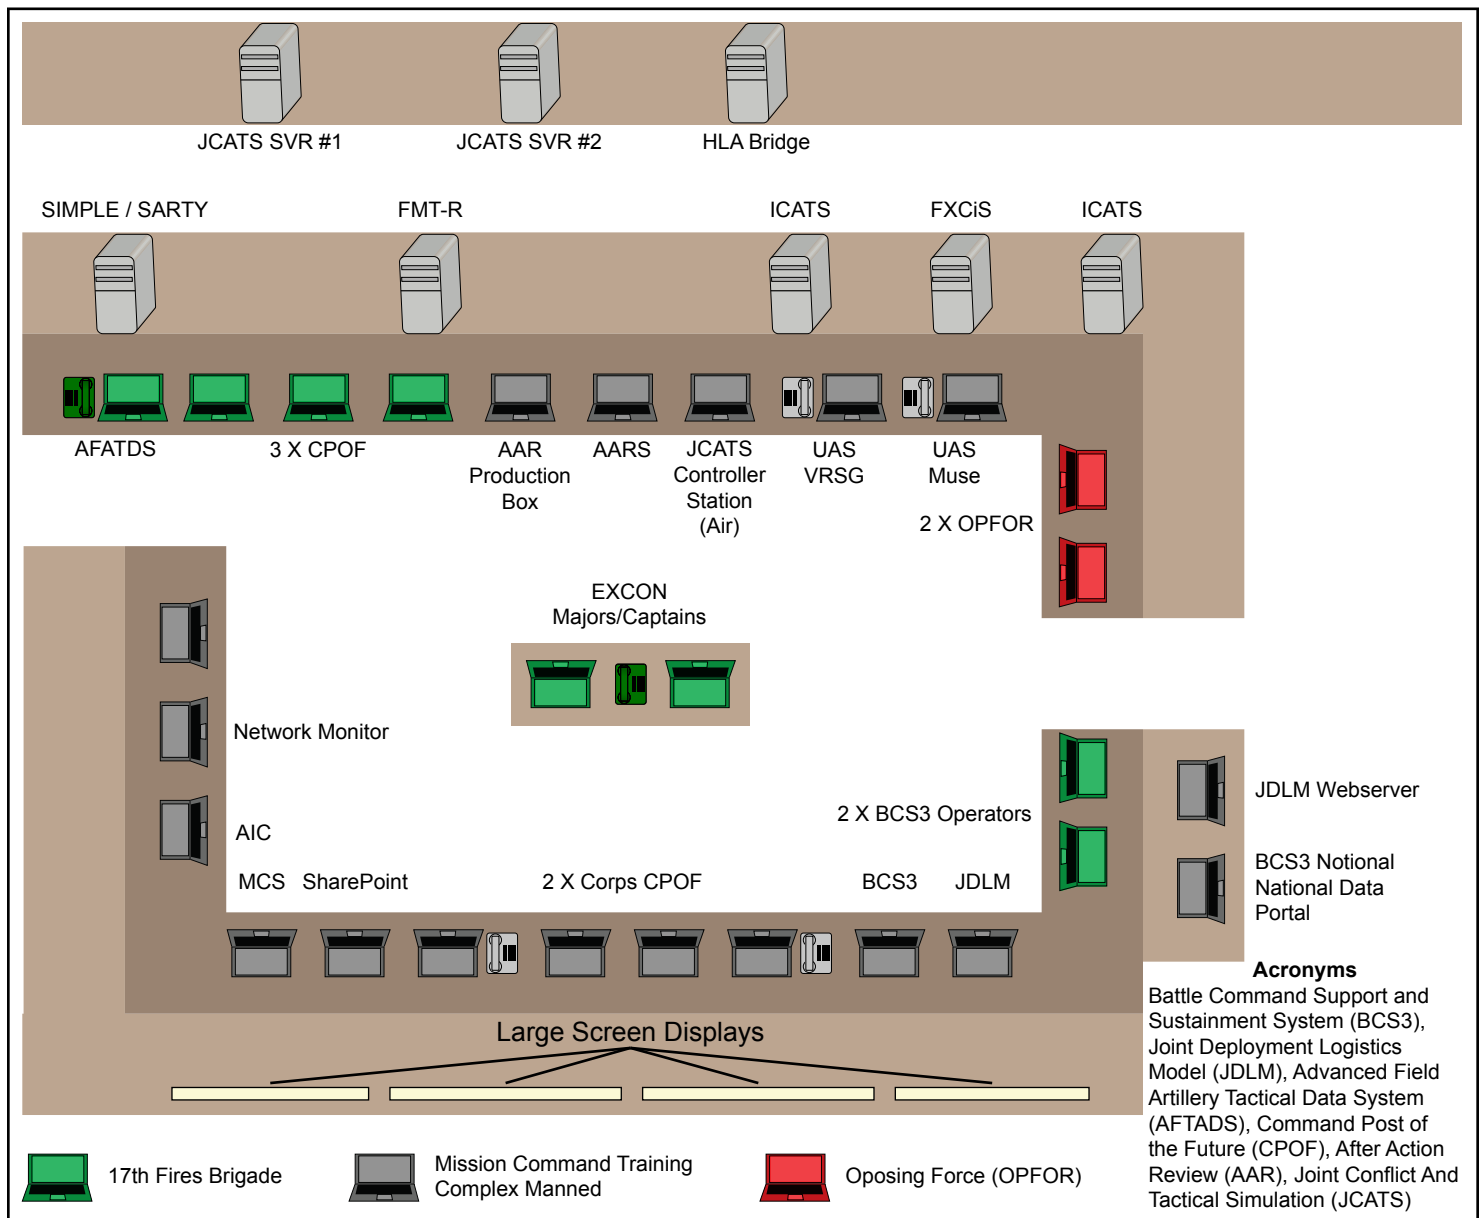 JCATS SVR #1
JCATS SVR #2
HLA Bridge
SIMPLE / SARTY
FMT-R
ICATS
FXCiS
ICATS
AFATDS
3 X CPOF
AAR
Production
Box
AARS
JCATS
Controller
Station
(Air)
UAS
VRSG
UAS
Muse
2 X OPFOR
EXCON
Majors/Captains
Network Monitor
AIC
2 X BCS3 Operators
JDLM Webserver
BCS3 Notional
National Data
Portal
MCS
SharePoint
2 X Corps CPOF
BCS3
JDLM
Large Screen Displays
Acronyms
Battle Command Support and
Sustainment System (BCS3),
Joint Deployment Logistics
Model (JDLM), Advanced Field
Artillery Tactical Data System
(AFTADS), Command Post of
the Future (CPOF), After Action
Review (AAR), Joint Conflict And
Tactical Simulation (JCATS)
17th Fires Brigade
Mission Command Training
Complex Manned
Oposing Force (OPFOR)